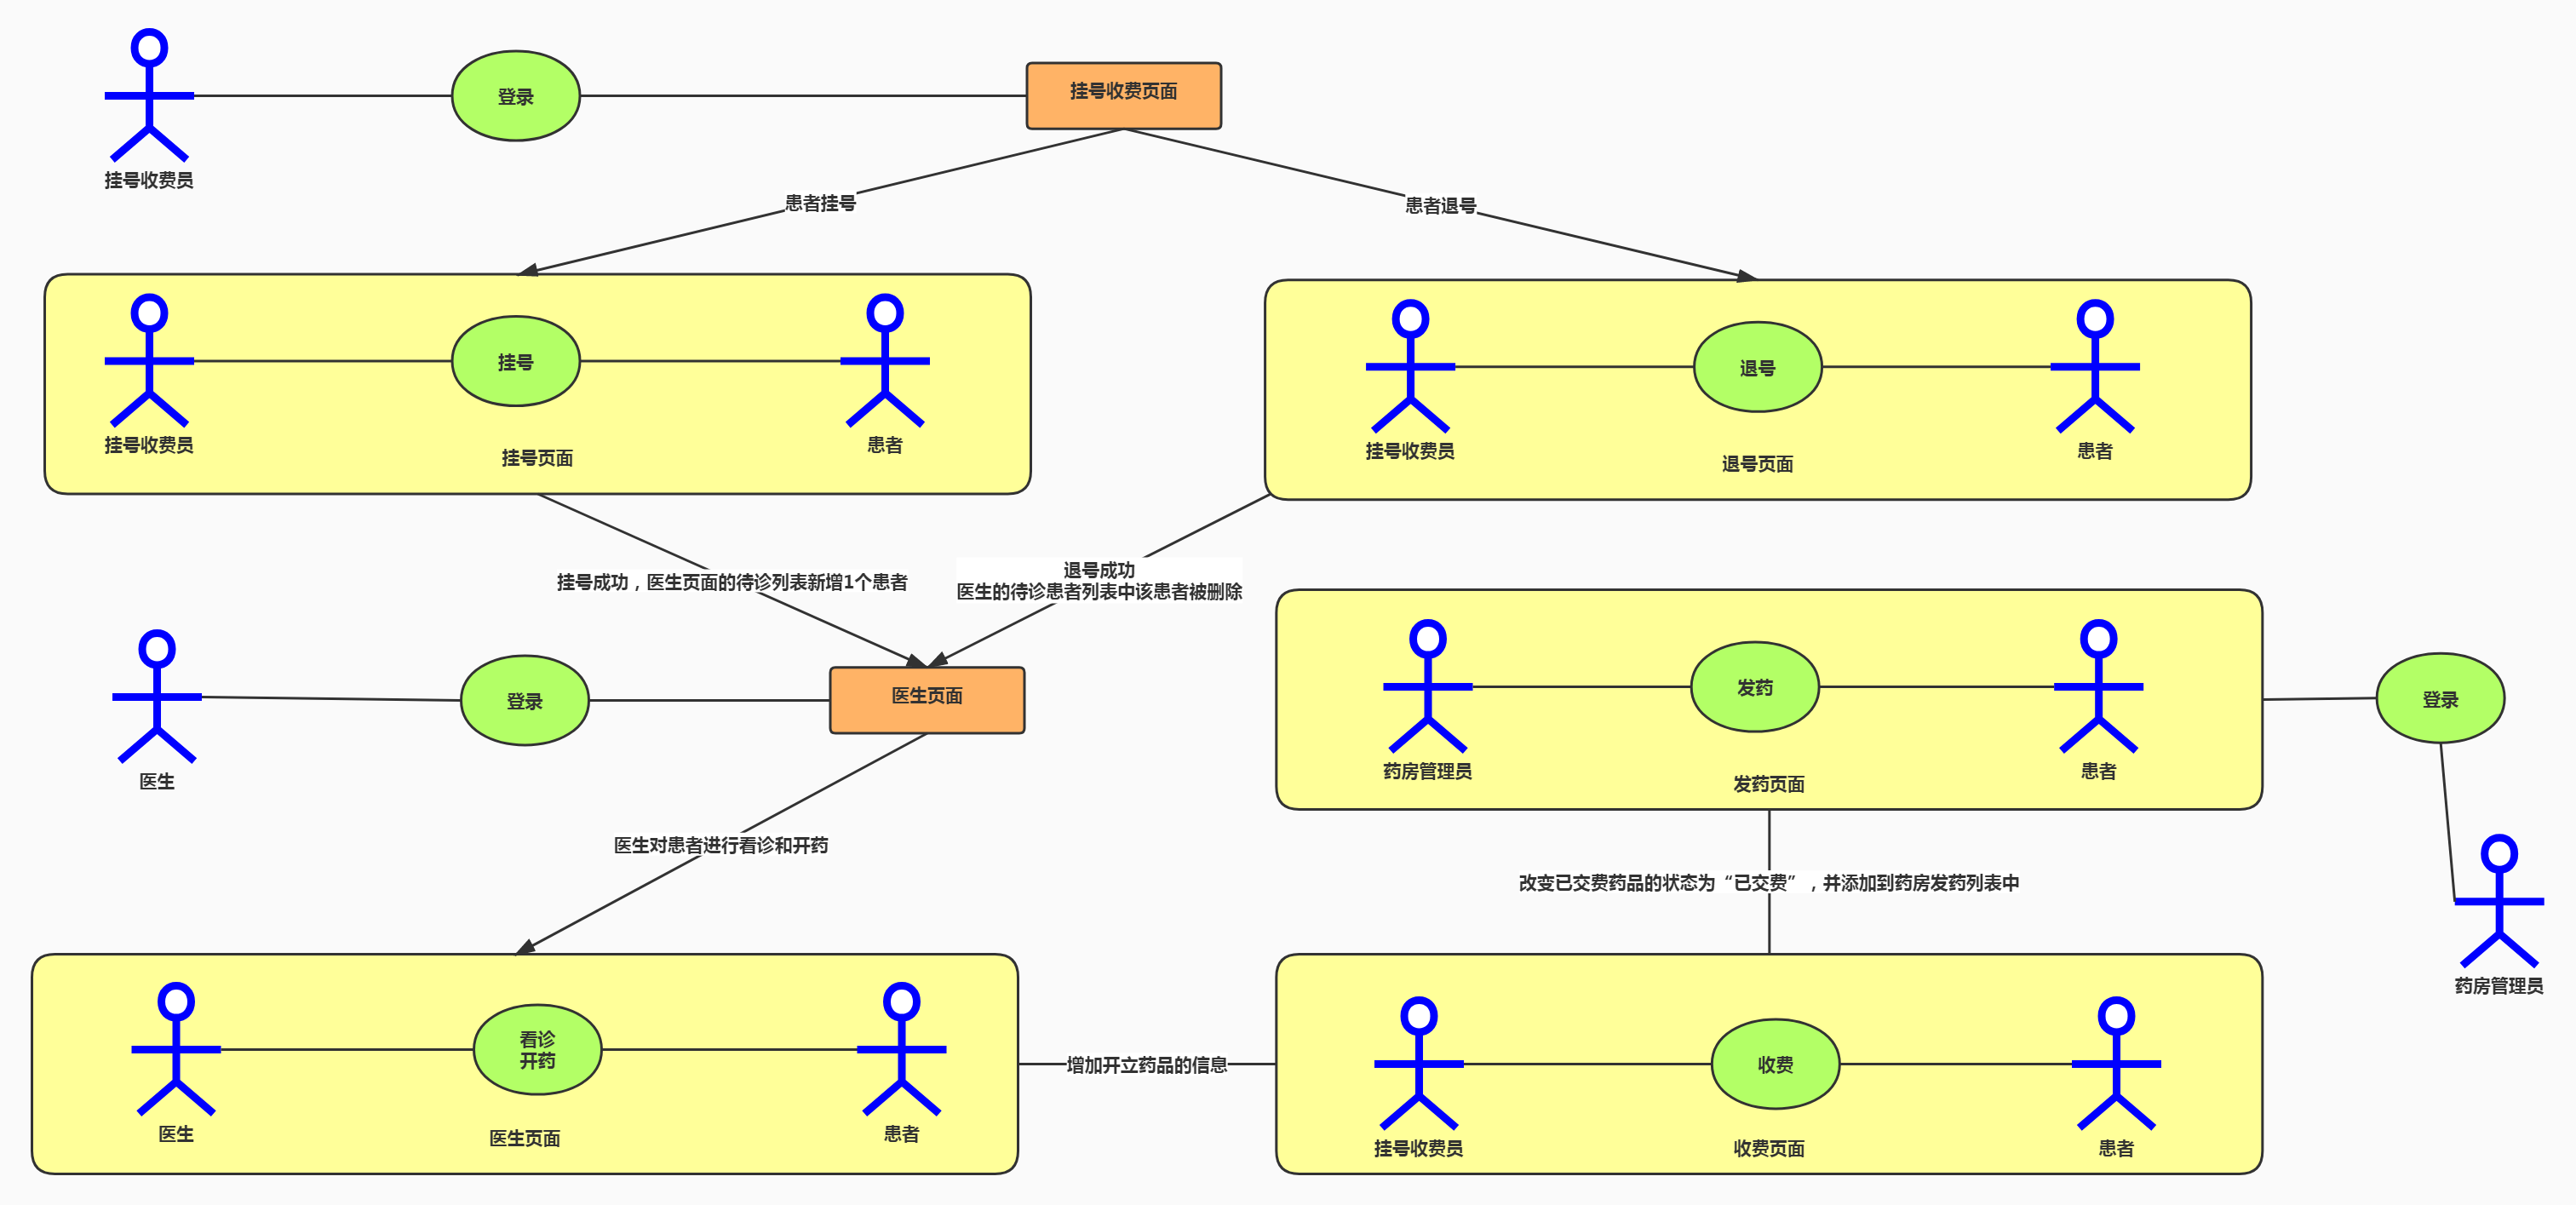 登录
挂号收费页面
挂号收费员
患者挂号
患者退号
挂号
挂号收费员
患者
挂号页面
退号
挂号收费员
患者
退号页面
挂号成功，医生页面的待诊列表新增1个患者
退号成功
医生的待诊患者列表中该患者被删除
登录
医生页面
医生
发药
药房管理员
患者
发药页面
登录
药房管理员
医生对患者进行看诊和开药
改变已交费药品的状态为“已交费”，并添加到药房发药列表中
看诊
开药
医生
患者
医生页面
增加开立药品的信息
收费
挂号收费员
患者
收费页面